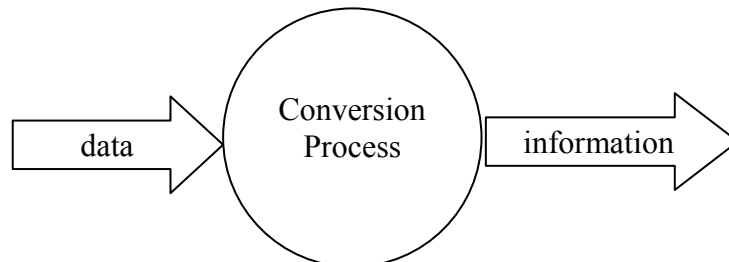 data
Conversion
Process
information